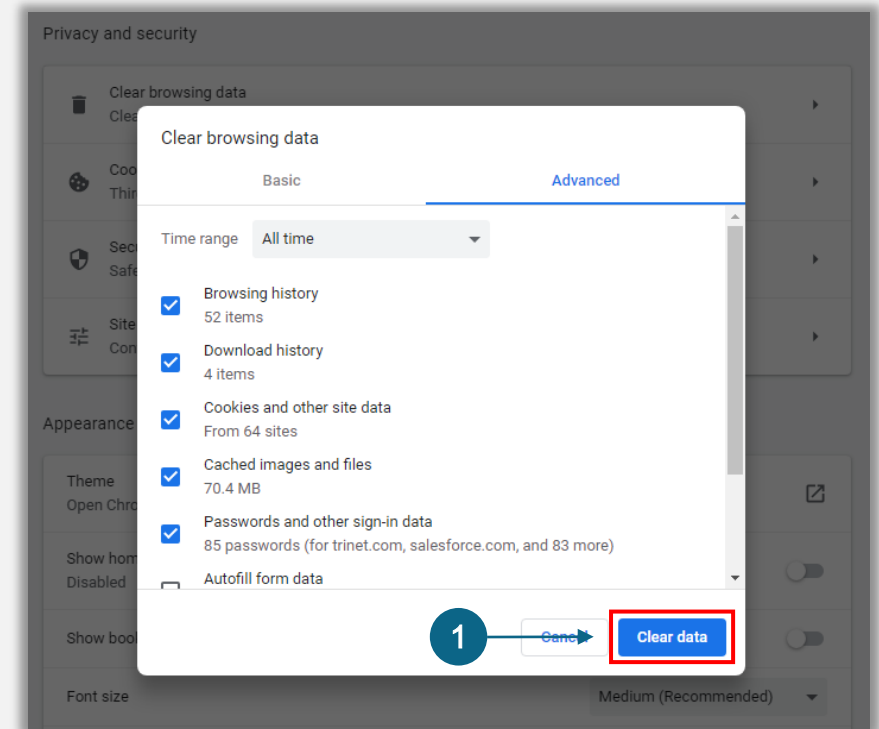 Privacy and security
Clear browsing data
Clea
Coo
Thir
Secu
Safe
Site
Con
Clear browsing data
Basic
Advanced
Time range
All time
Browsing history
52 items
Download history
4 items
Cookies and other site data
From 64 sites
Cached images and files
70.4 MB
Passwords and other sign-in data
85 passwords (for trinet.com, salesforce.com, and 83 more)
Autofill form data
1
Cancel
Clear data
Appearance
Theme
Open Chro
Show hom
Disabled
Show bool
Font size
Medium (Recommended)